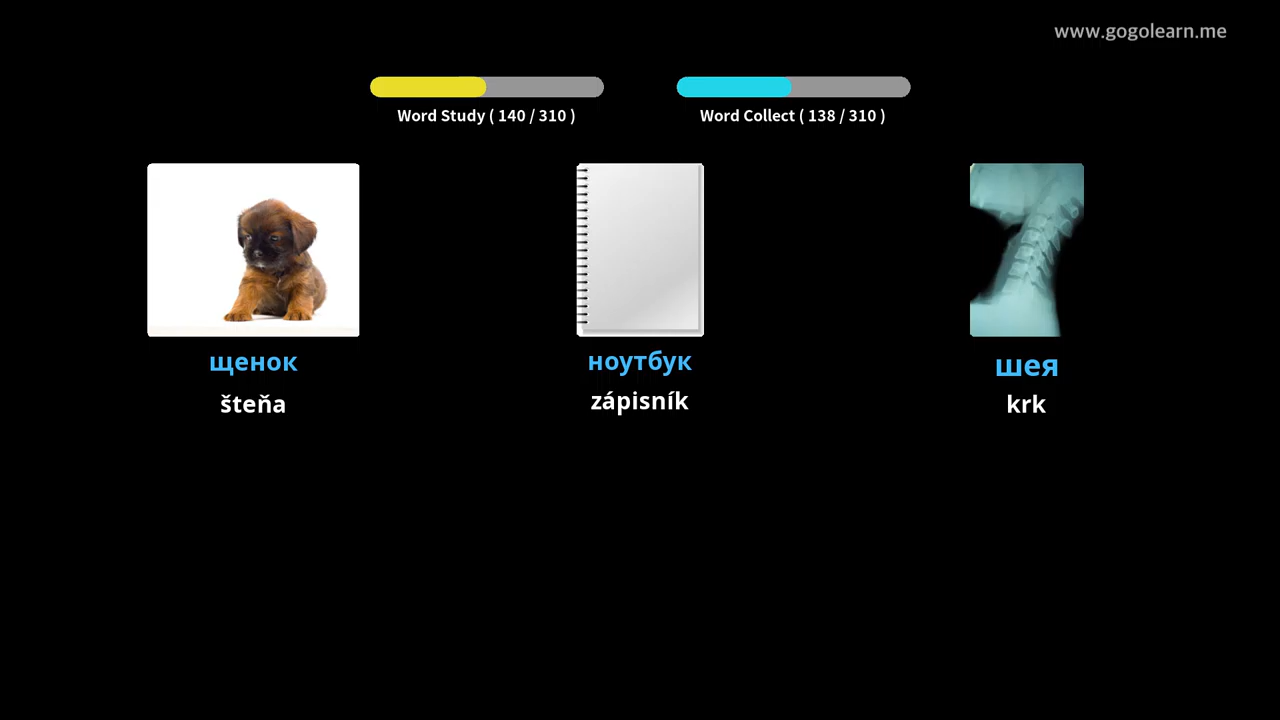 www.gogolearn.me
Word Study ( 140 / 310 )
Word Collect ( 138 / 310 )
щенок
ноутбук
шея
šteňa
zápisník
krk